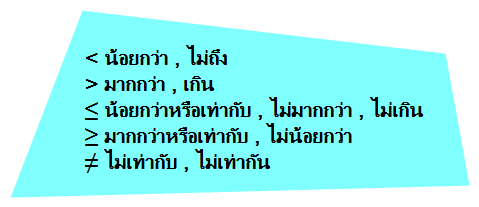 < น้อยกว่า , ไม่ถึง
> มากกว่า , เกิน
≤ น้อยกว่าหรือเท่ากับ , ไม่มากกว่า , ไม่เกิน
≥ มากกว่าหรือเท่ากับ , ไม่น้อยกว่า
≠ ไม่เท่ากับ , ไม่เท่ากัน